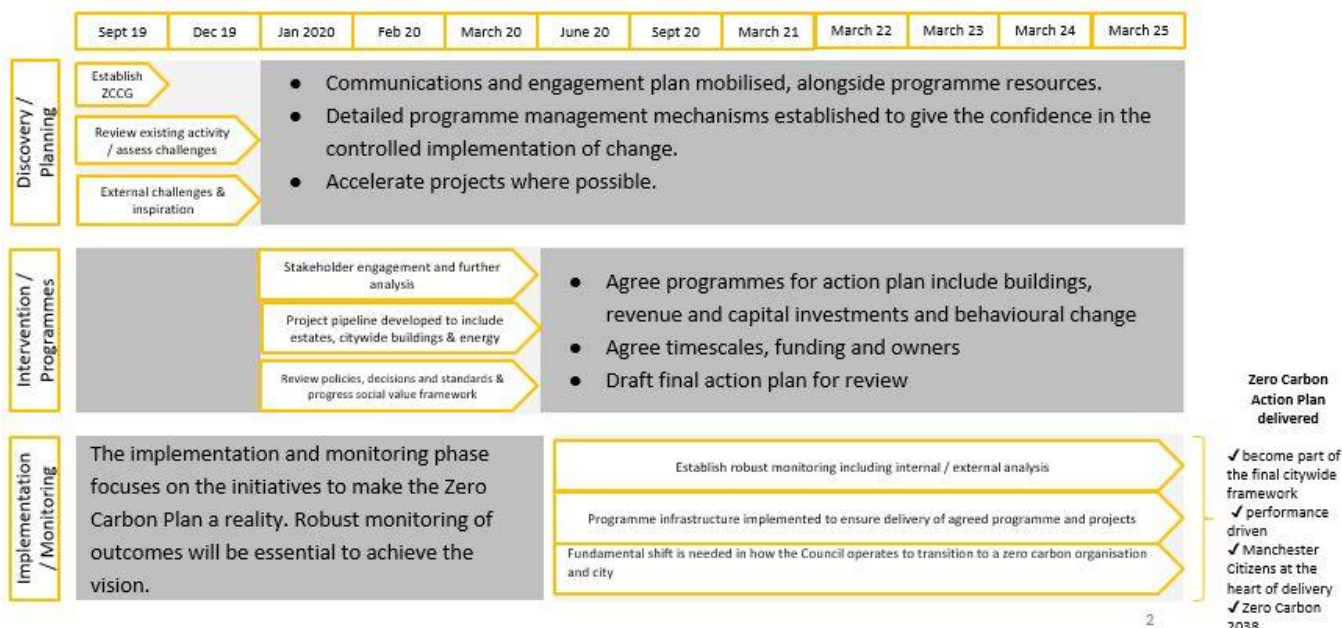 Sept 19 Dec 19 Jan 2020 Feb 20 March 20 June 20 Sept 20 March 21 March 22 March 23 March 24 March 25
Discovery /
Planning
Establish
ZCCG
Review existing activity
/ assess challenges
External challenges &
inspiration
● Communications and engagement plan mobilised, alongside programme resources.
● Detailed programme management mechanisms established to give the confidence in the
controlled implementation of change.
● Accelerate projects where possible.
Intervention /
Programmes
Stakeholder engagement and further
analysis
Project pipeline developed to include
estates, citywide buildings & energy
Review policies, decisions and standards &
progress social value framework
● Agree programmes for action plan include buildings,
revenue and capital investments and behavioural change
● Agree timescales, funding and owners
● Draft final action plan for review
Implementation
/ Monitoring
The implementation and monitoring phase
focuses on the initiatives to make the Zero
Carbon Plan a reality. Robust monitoring of
outcomes will be essential to achieve the
vision.
Establish robust monitoring including internal / external analysis
Programme infrastructure implemented to ensure delivery of agreed programme and projects
Fundamental shift is needed in how the Council operates to transition to a zero carbon organisation
and city
Zero Carbon
Action Plan
delivered
✓ become part of
the final citywide
framework
✓ performance
driven
✓ Manchester
Citizens at the
heart of delivery
✓ Zero Carbon
2038
2